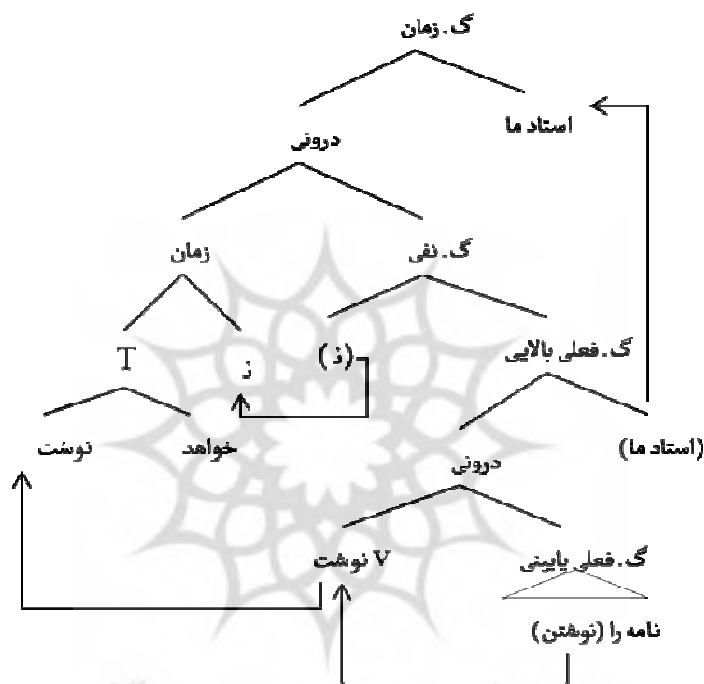 گ. زمان
استاد ما
درونی
گ. نفی
زمان
گ. فعلی بالایی
(ن)
ن
T
(استاد ما)
خواهد
نوشت
درونی
گ. فعلی پایینی
V نوشت
نامه را (نوشتن)